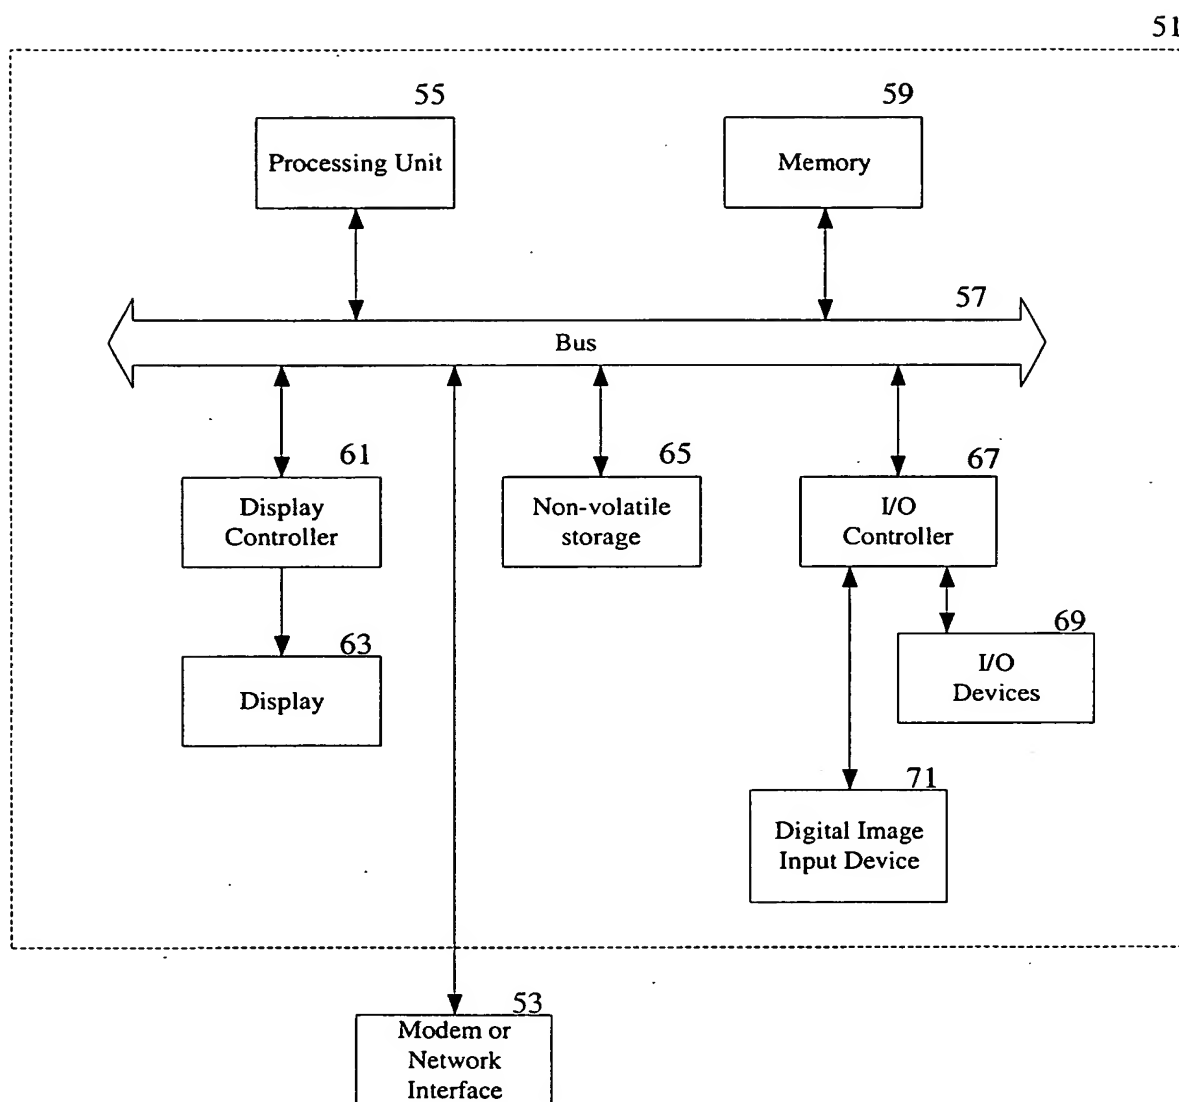 51
55
59
Processing Unit
Memory
57
Bus
61
65
67
Display
Controller
Non-volatile
storage
I/O
Controller
63
69
Display
I/O
Devices
71
Digital Image
Input Device
53
Modem or
Network
Interface